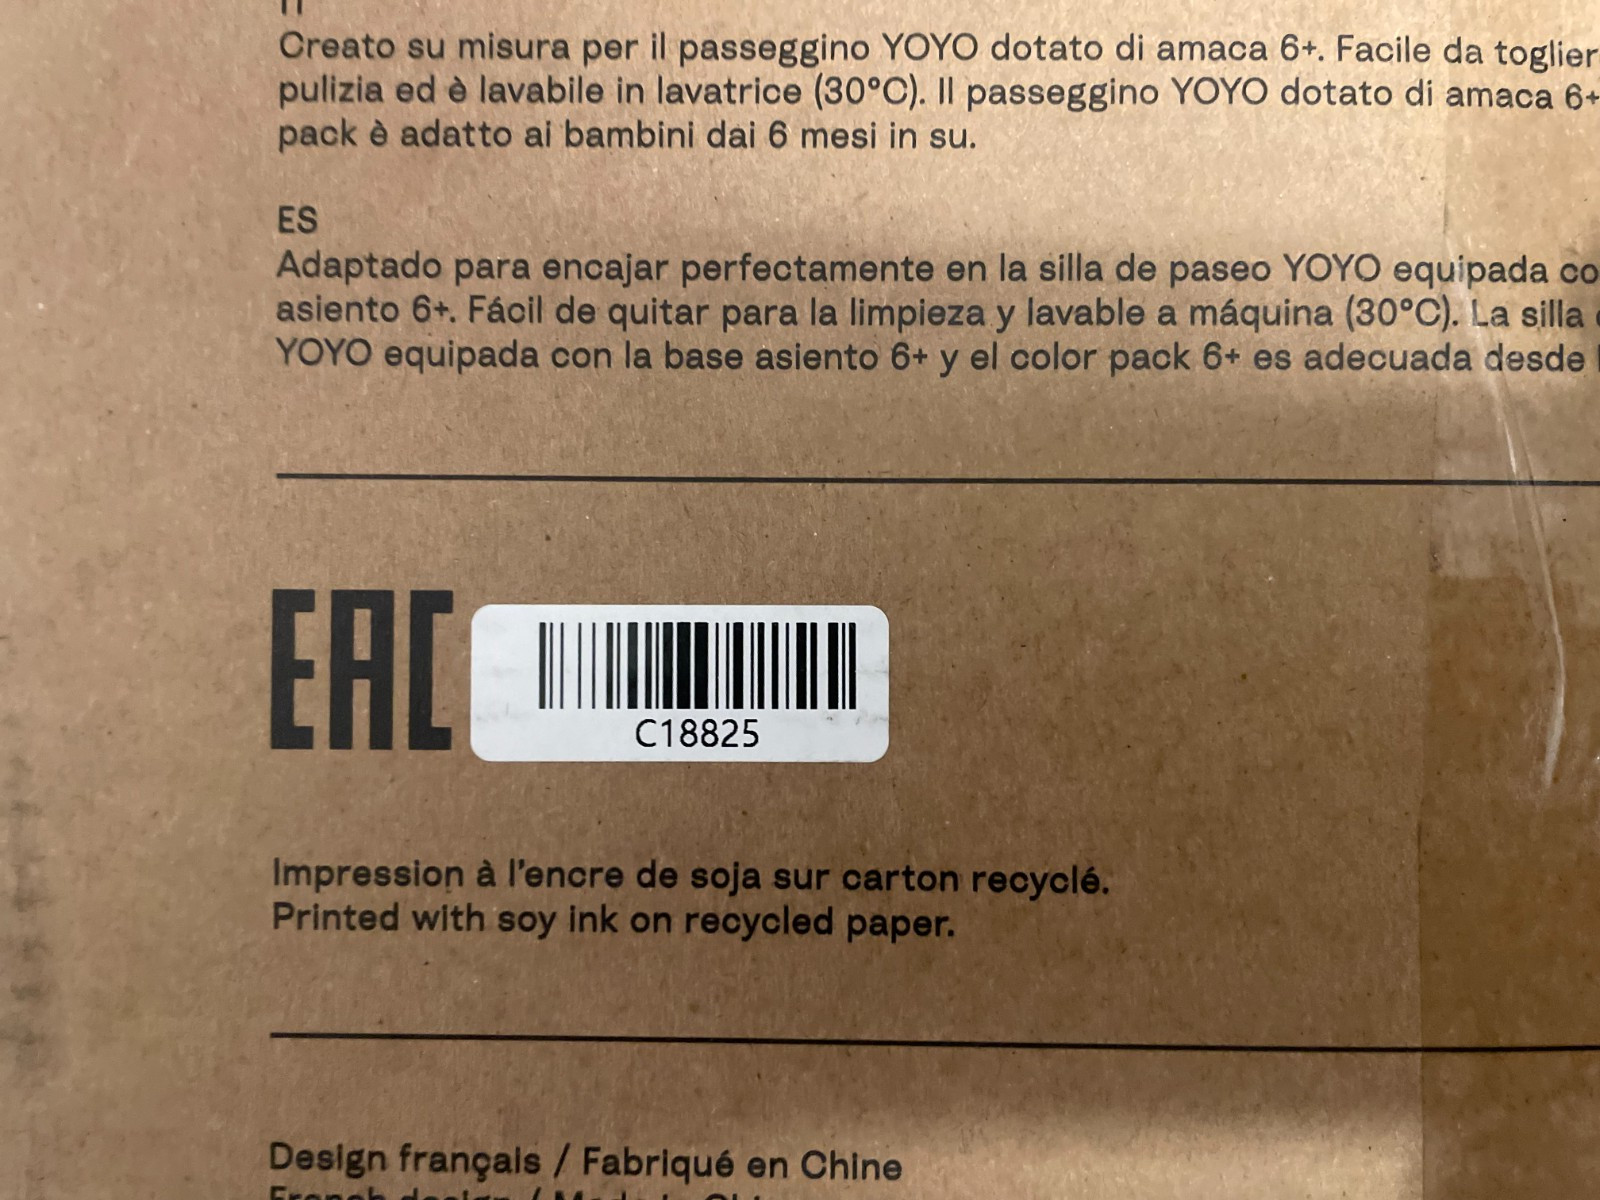 IT
Creato su misura per il passeggino YOYO dotato di amaca 6+. Facile da toglier
pulizia ed è lavabile in lavatrice (30°C). Il passeggino YOYO dotato di amaca 6+
pack è adatto ai bambini dai 6 mesi in su.
ES
Adaptado para encajar perfectamente en la silla de paseo YOYO equipada co
asiento 6+. Fácil de quitar para la limpieza y lavable a máquina (30°C). La silla
YOYO equipada con la base asiento 6+ y el color pack 6+ es adecuada desde
EAC
C18825
Impression à l'encre de soja sur carton recyclé.
Printed with soy ink on recycled paper.
Design français / Fabriqué en Chine
French design / Made in